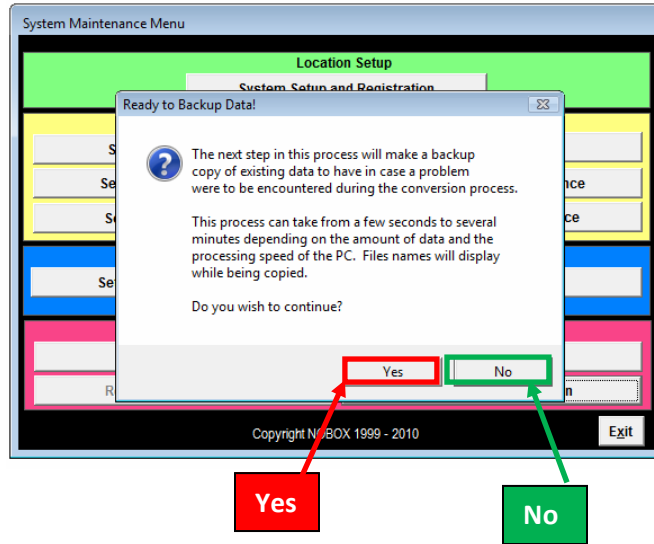 System Maintenance Menu
Location Setup
System Setup and Registration
Ready to Backup Data!
The next step in this process will make a backup
copy of existing data to have in case a problem
were to be encountered during the conversion process.
This process can take from a few seconds to several
minutes depending on the amount of data and the
processing speed of the PC. Files names will display
while being copied.
Do you wish to continue?
Yes No
Copyright NOBOX 1999 - 2010
Exit
Yes
No